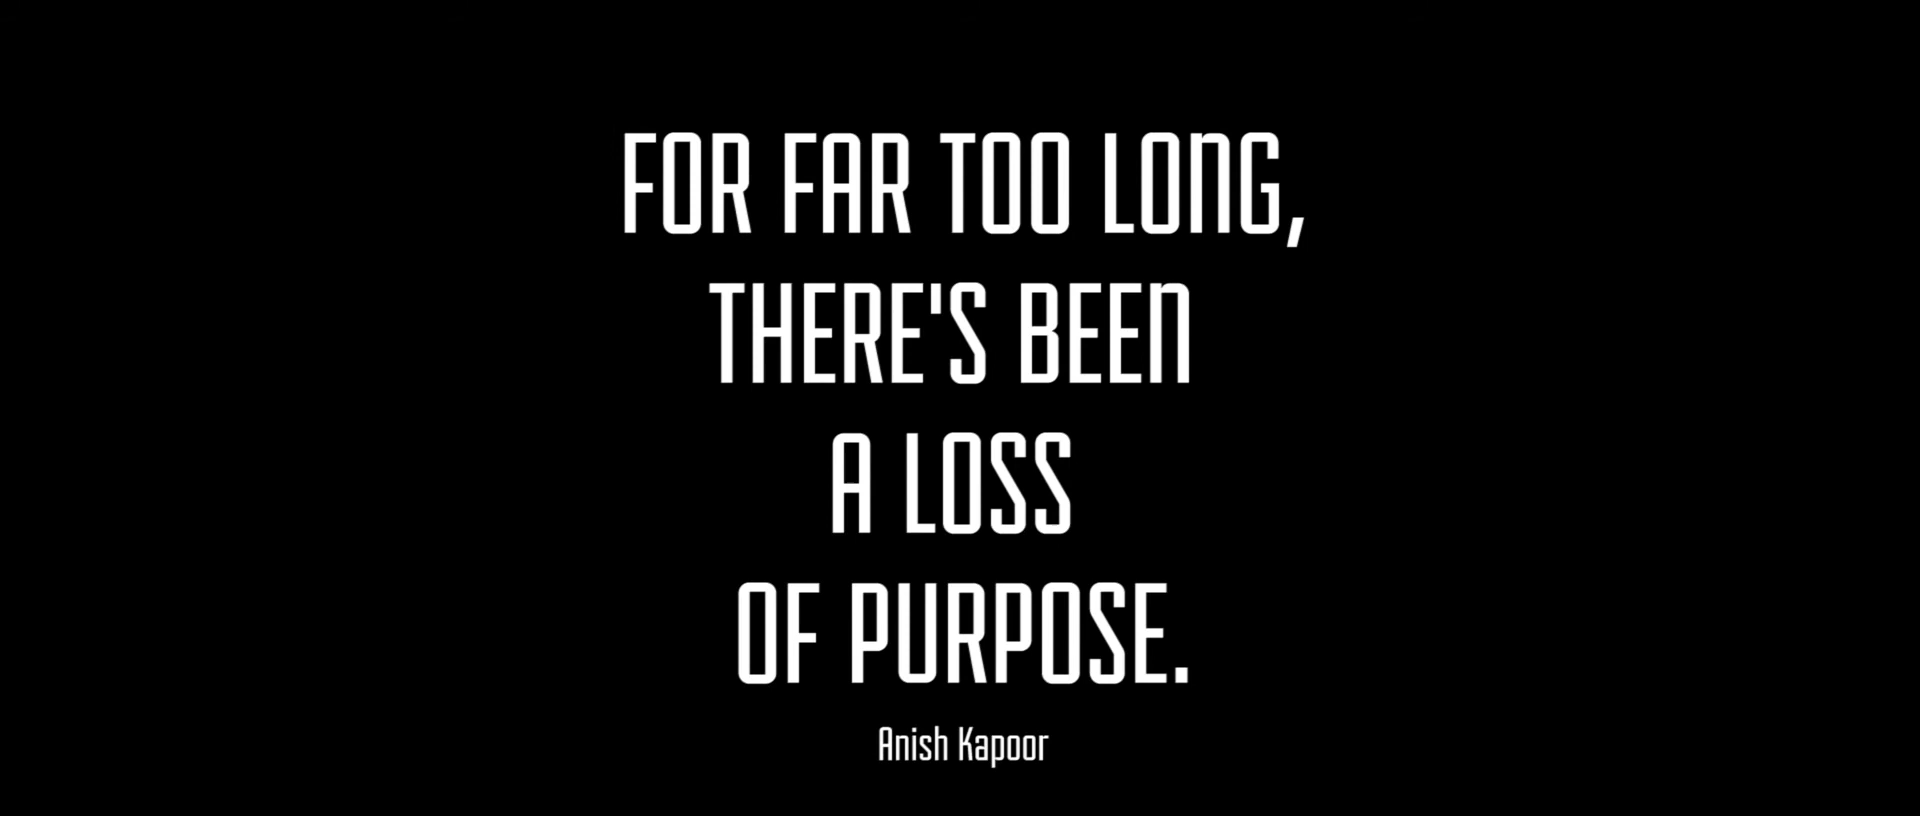 FOR FAR TOO LONG,
THERE'S BEEN
A LOSS
OF PURPOSE.
Anish Kapoor